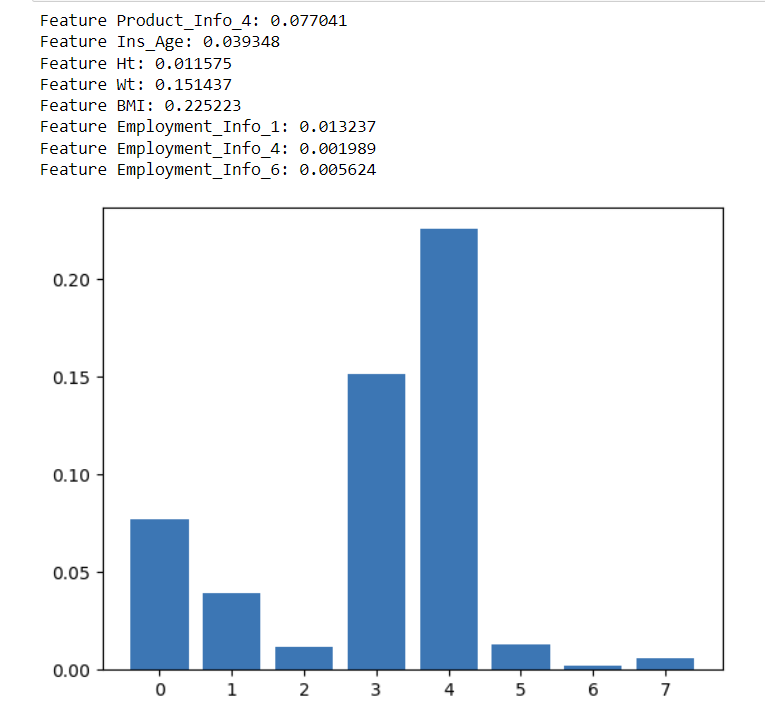 Feature Product_Info_4: 0.077041
Feature Ins_Age: 0.039348
Feature Ht: 0.011575
Feature Wt: 0.151437
Feature BMI: 0.225223
Feature Employment_Info_1: 0.013237
Feature Employment_Info_4: 0.001989
Feature Employment_Info_6: 0.005624
0.20
0.15
0.10
0.05
0.00
0 1 2 3 4 5 6 7